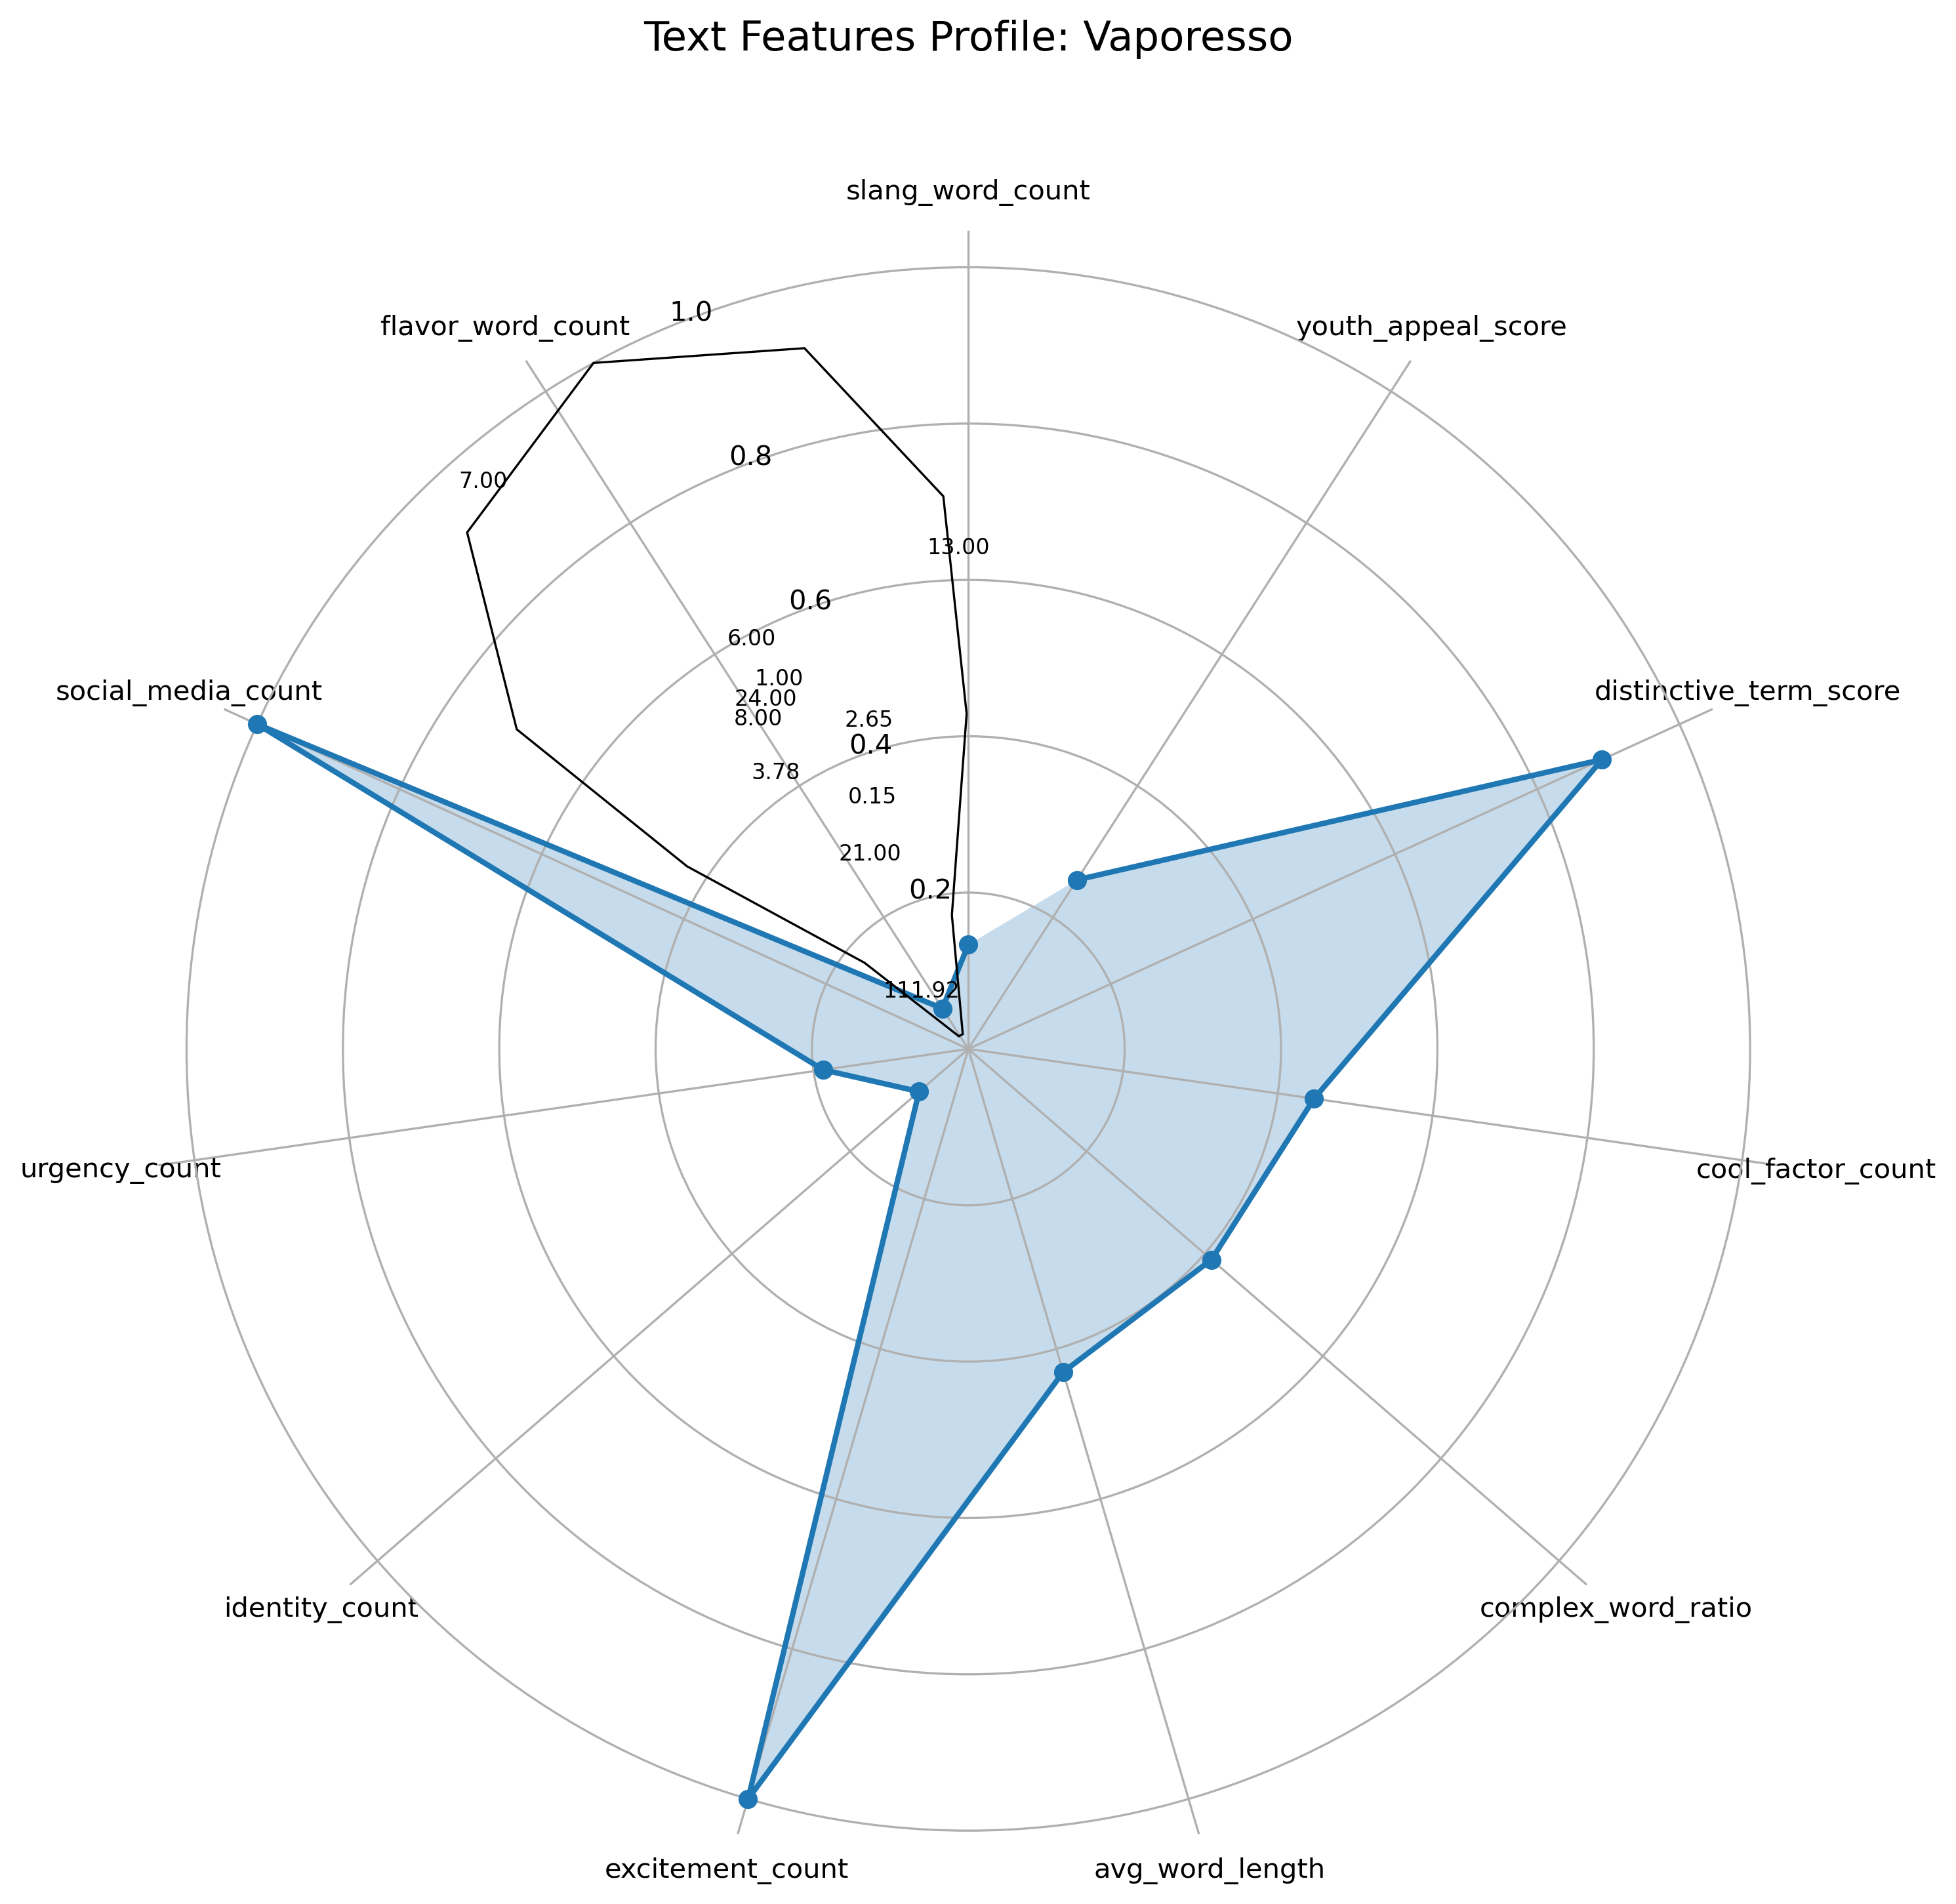 Text Features Profile: Vaporesso
slang_word_count
1.0
flavor_word_count
youth_appeal_score
0.8
7.00
13.00
0.6
6.00
1.00
social_media_count
distinctive_term_score
24.00
8.00
2.65
0.4
3.78
0.15
21.00
0.2
111.92
urgency_count
cool_factor_count
identity_count
complex_word_ratio
excitement_count
avg_word_length